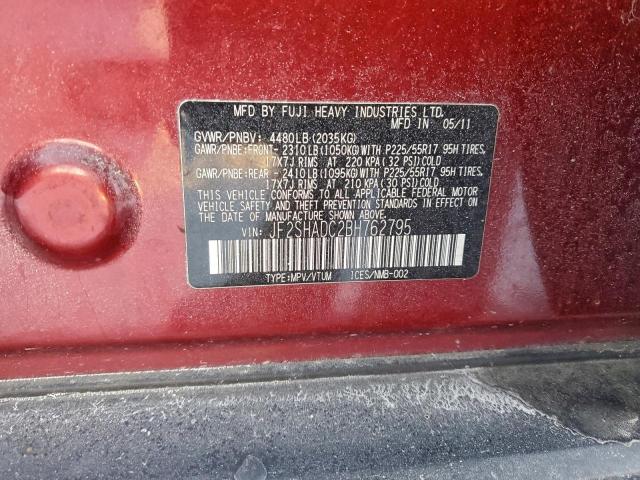 MFD BY FUJI HEAVY INDUSTRIES,LTD.
MFD IN 05/11
GVWR/PNBV: 4480LB(2035KG)
GAWR/PNBE:FRONT- 2310LB(1050KG)WITH P225/55R17 95H TIRES,
17X7J RIMS AT 220 KPA(32 PSI)COLD
GAWR/PNBE:REAR - 2410LB(1095KG)WITH P225/55R17 95H TIRES,
17X7J RIMS AT 210 KPA(30 PSI)COLD
THIS VEHICLE CONFORMS TO ALL APPLICABLE FEDERAL MOTOR
VEHICLE SAFETY AND THEFT PREVENTION STANDARDS IN EFFECT
ON THE DATE OF MANUFACTURE SHOWN ABOVE.
VIN: JF2SHADC2BH762795
TYPE:MPV/VTUM ICES/NMB-002